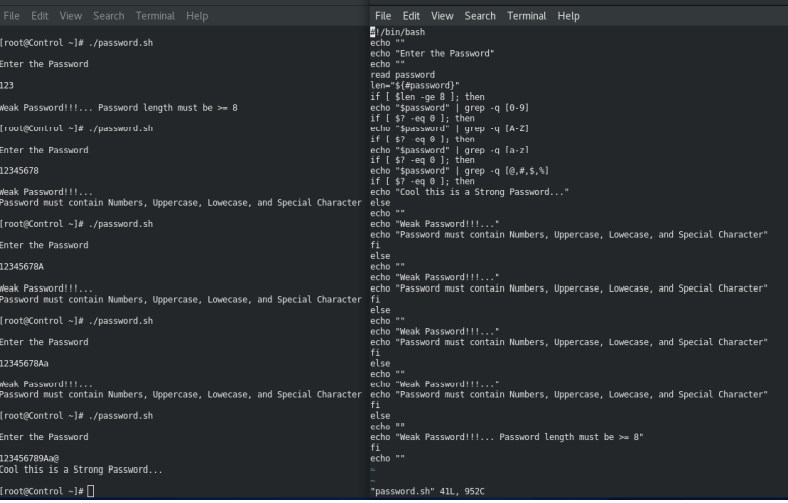 File Edit View Search Terminal Help
[root@Control ~]# ./password.sh
Enter the Password
123
Weak Password!!!... Password length must be >= 8
[root@Control ~]# ./password.sh
Enter the Password
12345678
Weak Password!!!...
Password must contain Numbers, Uppercase, Lowecase, and Special Character
[root@Control ~]# ./password.sh
Enter the Password
12345678A
Weak Password!!!...
Password must contain Numbers, Uppercase, Lowecase, and Special Character
[root@Control ~]# ./password.sh
Enter the Password
12345678Aa
Weak Password!!!...
Password must contain Numbers, Uppercase, Lowecase, and Special Character
[root@Control ~]# ./password.sh
Enter the Password
123456789Aa@
Cool this is a Strong Password...
[root@Control ~]#
File Edit View Search Terminal Help
#!/bin/bash
echo ""
echo "Enter the Password"
echo ""
read password
len="${#password}"
if [ $len -ge 8 ]; then
echo "$password" | grep -q [0-9]
if [ $? -eq 0 ]; then
echo "$password" | grep -q [A-Z]
if [ $? -eq 0 ]; then
echo "$password" | grep -q [a-z]
if [ $? -eq 0 ]; then
echo "$password" | grep -q [@,#,$,%]
if [ $? -eq 0 ]; then
echo "Cool this is a Strong Password..."
else
echo ""
echo "Weak Password!!!..."
echo "Password must contain Numbers, Uppercase, Lowecase, and Special Character"
fi
else
echo ""
echo "Weak Password!!!..."
echo "Password must contain Numbers, Uppercase, Lowecase, and Special Character"
fi
else
echo ""
echo "Weak Password!!!..."
echo "Password must contain Numbers, Uppercase, Lowecase, and Special Character"
fi
else
echo ""
echo "Weak Password!!!..."
echo "Password must contain Numbers, Uppercase, Lowecase, and Special Character"
fi
else
echo ""
echo "Weak Password!!!... Password length must be >= 8"
fi
echo ""
~
~
"password.sh" 41L, 952C